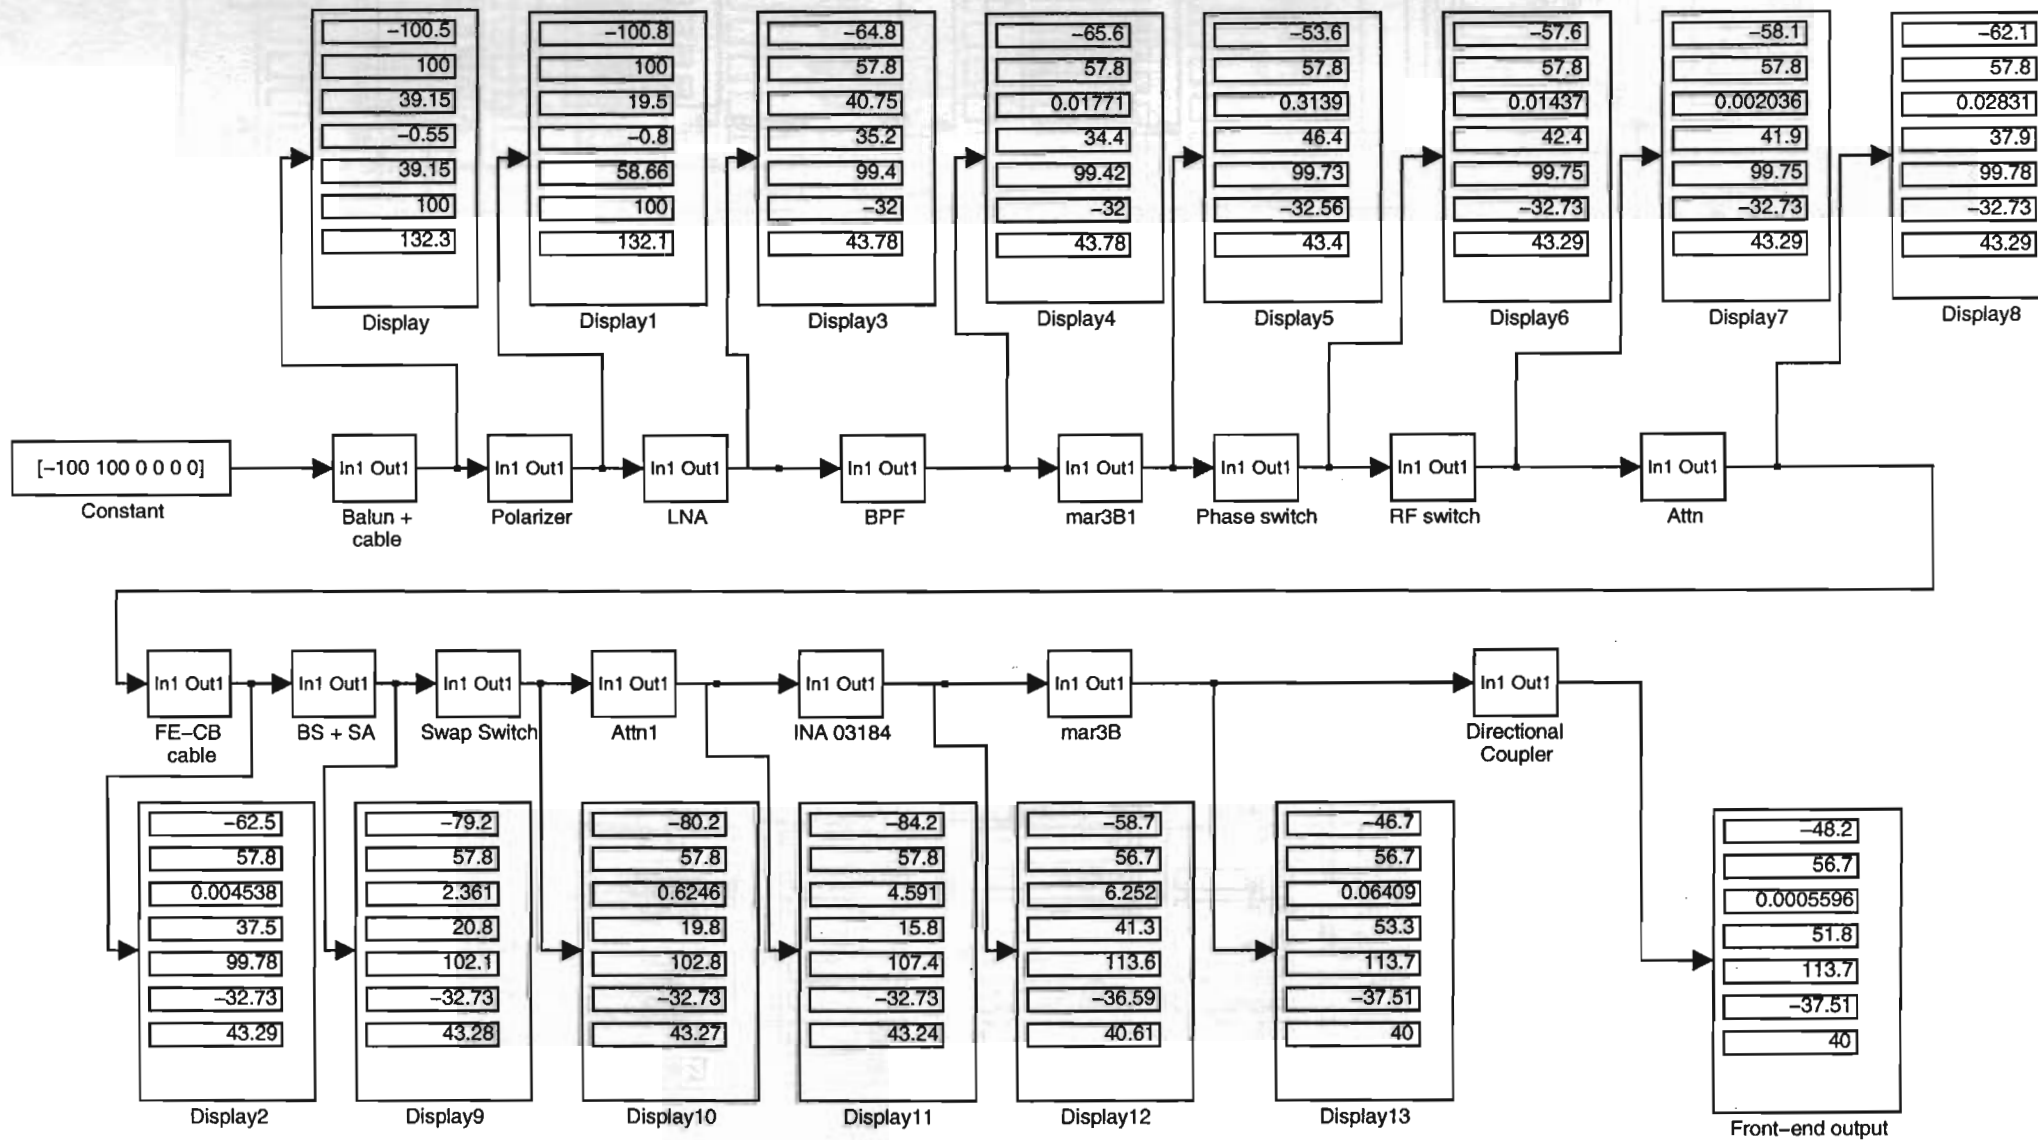 -100.5
100
39.15
-0.55
39.15
100
132.3
Display
-100.8
100
19.5
-0.8
58.66
100
132.1
Display1
-64.8
57.8
40.75
35.2
99.4
-32
43.78
Display3
-65.6
57.8
0.01771
34.4
99.42
-32
43.78
Display4
-53.6
57.8
0.3139
46.4
99.73
-32.56
43.4
Display5
-57.6
57.8
0.01437
42.4
99.75
-32.73
43.29
Display6
-58.1
57.8
0.002036
41.9
99.75
-32.73
43.29
Display7
-62.1
57.8
0.02831
37.9
99.78
-32.73
43.29
Display8
[-100 100 0 0 0 0]
Constant
In1 Out1
Balun +
cable
In1 Out1
Polarizer
In1 Out1
LNA
In1 Out1
BPF
In1 Out1
mar3B1
In1 Out1
Phase switch
In1 Out1
RF switch
In1 Out1
Attn
In1 Out1
FE-CB
cable
In1 Out1
BS + SA
In1 Out1
Swap Switch
In1 Out1
Attn1
In1 Out1
INA 03184
In1 Out1
mar3B
In1 Out1
Directional
Coupler
-62.5
57.8
0.004538
37.5
99.78
-32.73
43.29
Display2
-79.2
57.8
2.361
20.8
102.1
-32.73
43.28
Display9
-80.2
57.8
0.6246
19.8
102.8
-32.73
43.27
Display10
-84.2
57.8
4.591
15.8
107.4
-32.73
43.24
Display11
-58.7
56.7
6.252
41.3
113.6
-36.59
40.61
Display12
-46.7
56.7
0.06409
53.3
113.7
-37.51
40
Display13
-48.2
56.7
0.0005596
51.8
113.7
-37.51
40
Front-end output